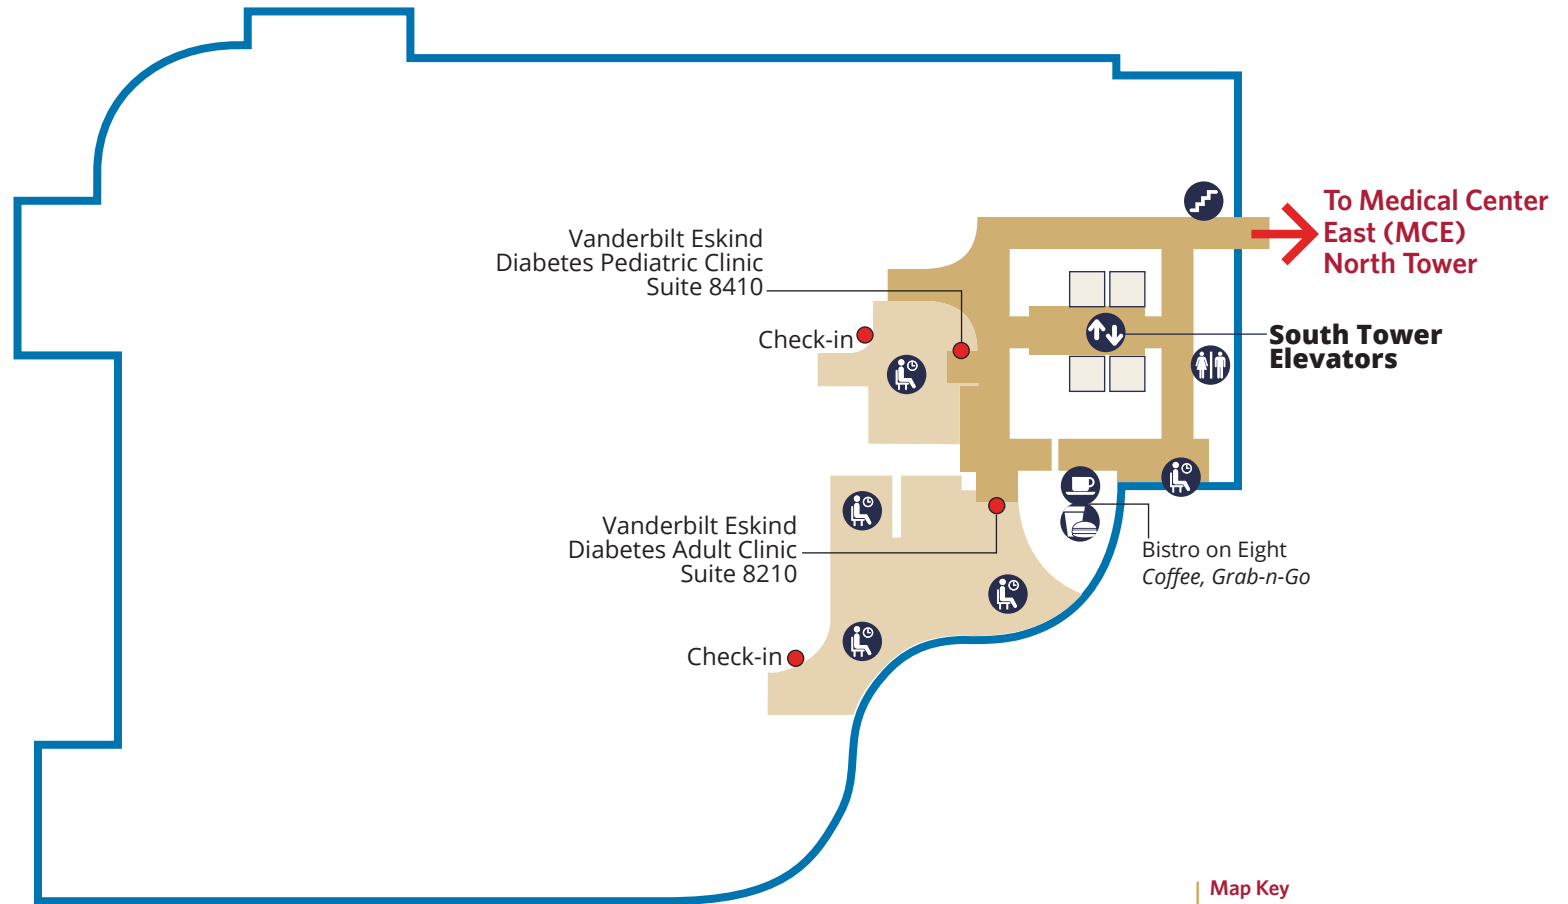 To Medical Center
East (MCE)
North Tower
Vanderbilt Eskind
Diabetes Pediatric Clinic
Suite 8410
Check-in
South Tower
Elevators
Vanderbilt Eskind
Diabetes Adult Clinic
Suite 8210
Bistro on Eight
Coffee, Grab-n-Go
Check-in
Map Key